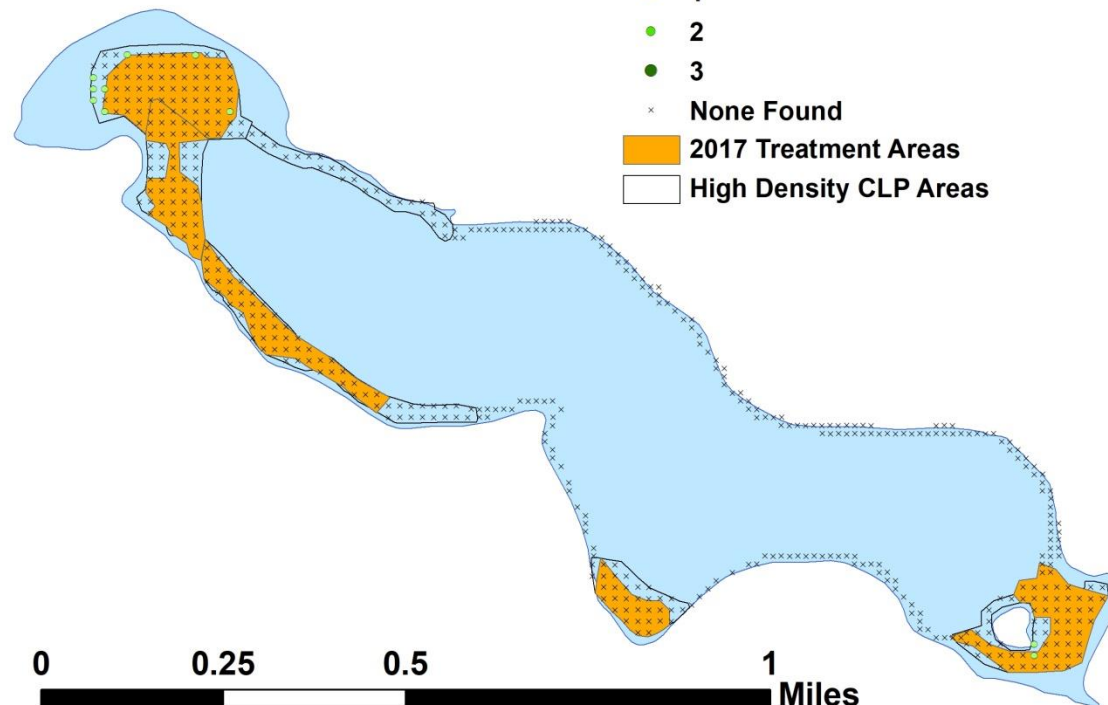 2
3
None Found
2017 Treatment Areas
High Density CLP Areas
0 0.25 0.5 1
Miles